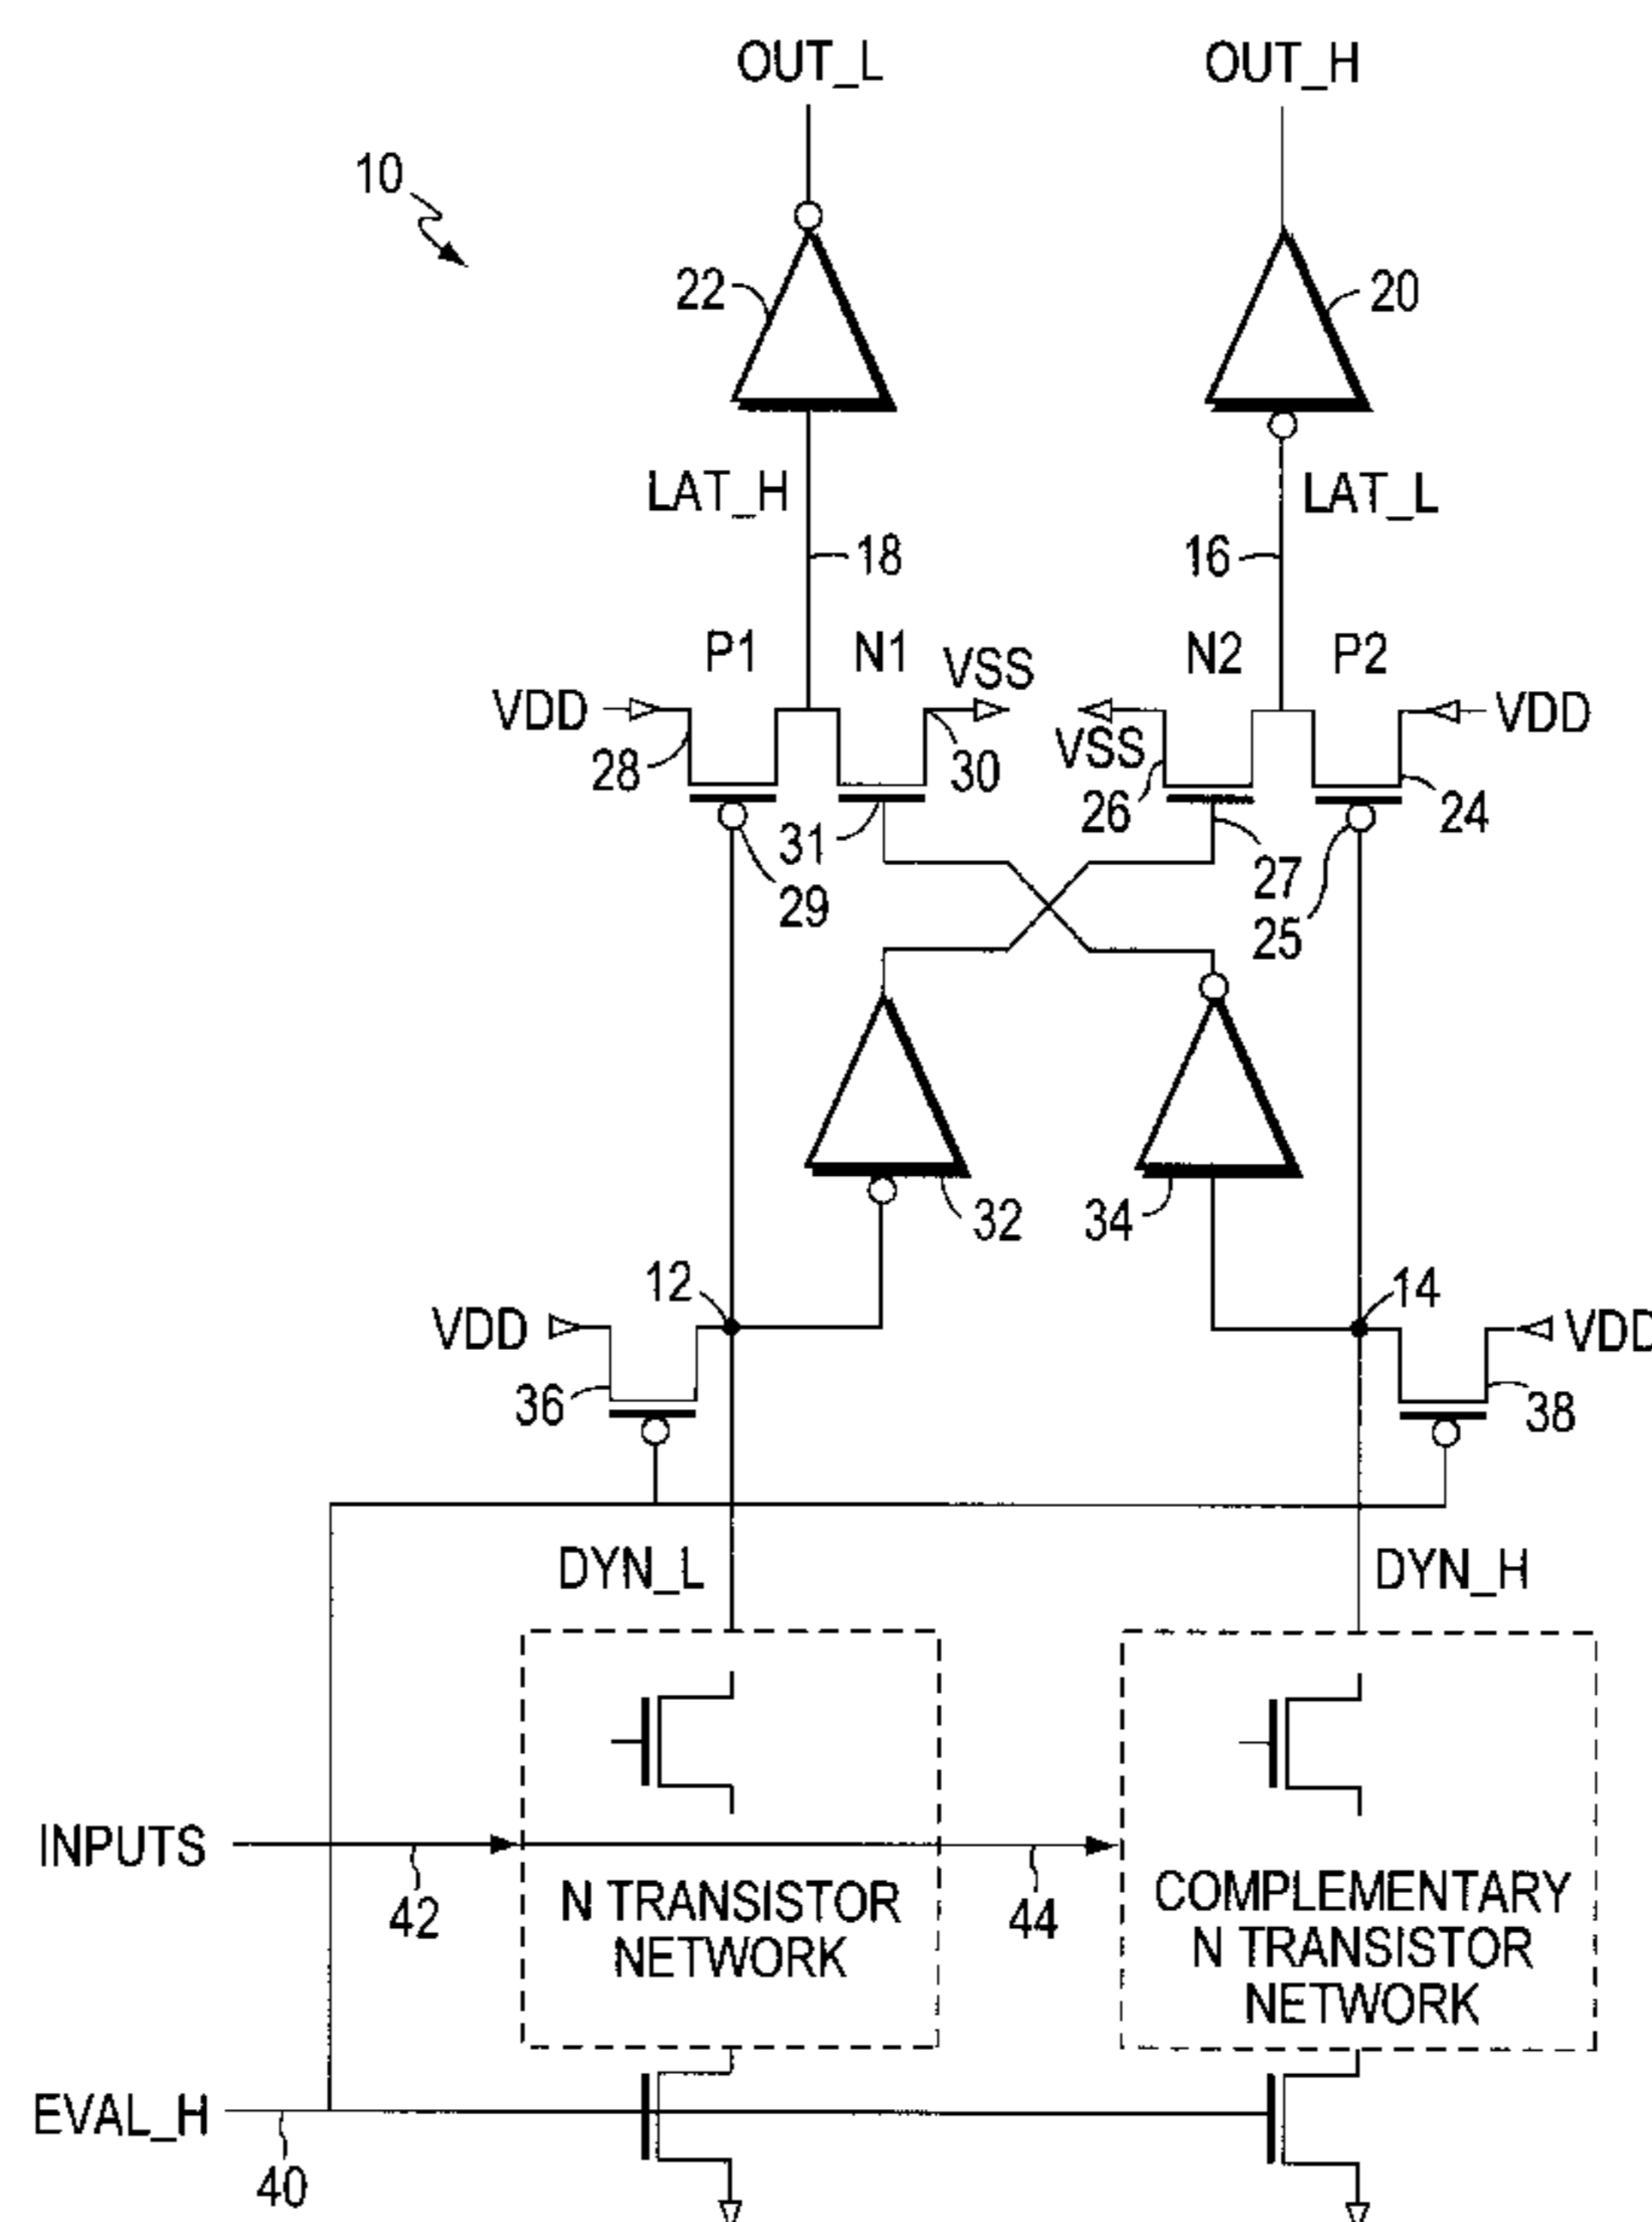 OUT_L OUT_H
10
22 20
LAT_H LAT_L
18 16
P1 N1 N2 P2
VDD VSS VSS VDD
28 30 26 24
31 27
29 25
32 34
12 14
VDD VDD
36 38
DYN_L DYN_H
INPUTS
42 44
N TRANSISTOR
NETWORK
COMPLEMENTARY
N TRANSISTOR
NETWORK
EVAL_H
40